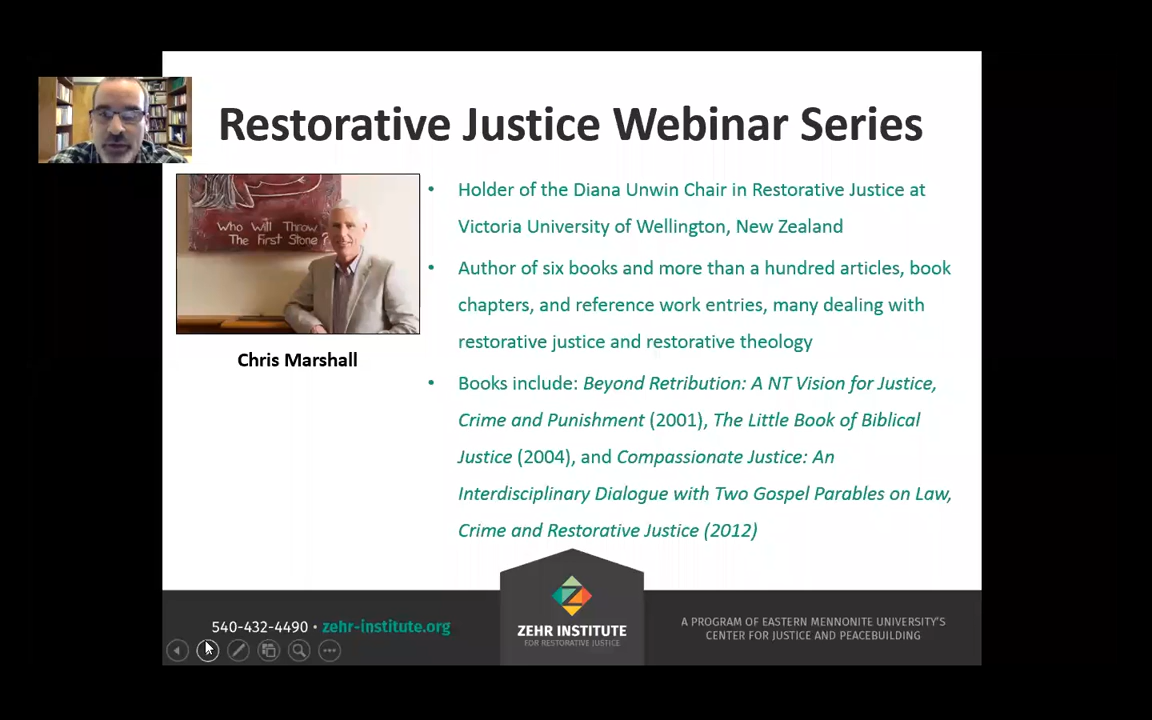 Restorative Justice Webinar Series
Who Will Throw
The First Stone?
Chris Marshall
• Holder of the Diana Unwin Chair in Restorative Justice at
Victoria University of Wellington, New Zealand
• Author of six books and more than a hundred articles, book
chapters, and reference work entries, many dealing with
restorative justice and restorative theology
• Books include: Beyond Retribution: A NT Vision for Justice,
Crime and Punishment (2001), The Little Book of Biblical
Justice (2004), and Compassionate Justice: An
Interdisciplinary Dialogue with Two Gospel Parables on Law,
Crime and Restorative Justice (2012)
540-432-4490 • zehr-institute.org
Z
ZEHR INSTITUTE
FOR RESTORATIVE JUSTICE
A PROGRAM OF EASTERN MENNONITE UNIVERSITY'S
CENTER FOR JUSTICE AND PEACEBUILDING